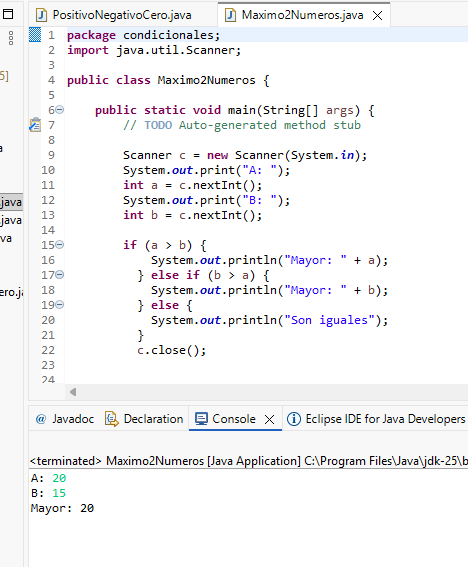 PositivoNegativoCero.java
Maximo2Numeros.java
5]
1 package condicionales;
2 import java.util.Scanner;
3
4 public class Maximo2Numeros {
5
6 public static void main(String[] args) {
7 // TODO Auto-generated method stub
8
9 Scanner c = new Scanner(System.in);
10 System.out.print("A: ");
11 int a = c.nextInt();
12 System.out.print("B: ");
13 int b = c.nextInt();
14
15 if (a > b) {
16 System.out.println("Mayor: " + a);
17 } else if (b > a) {
18 System.out.println("Mayor: " + b);
19 } else {
20 System.out.println("Son iguales");
21 }
22 c.close();
23
24
a
.java
.java
va
ero.j
@ Javadoc Declaration Console Eclipse IDE for Java Developers
<terminated> Maximo2Numeros [Java Application] C:\Program Files\Java\jdk-25\b
A: 20
B: 15
Mayor: 20